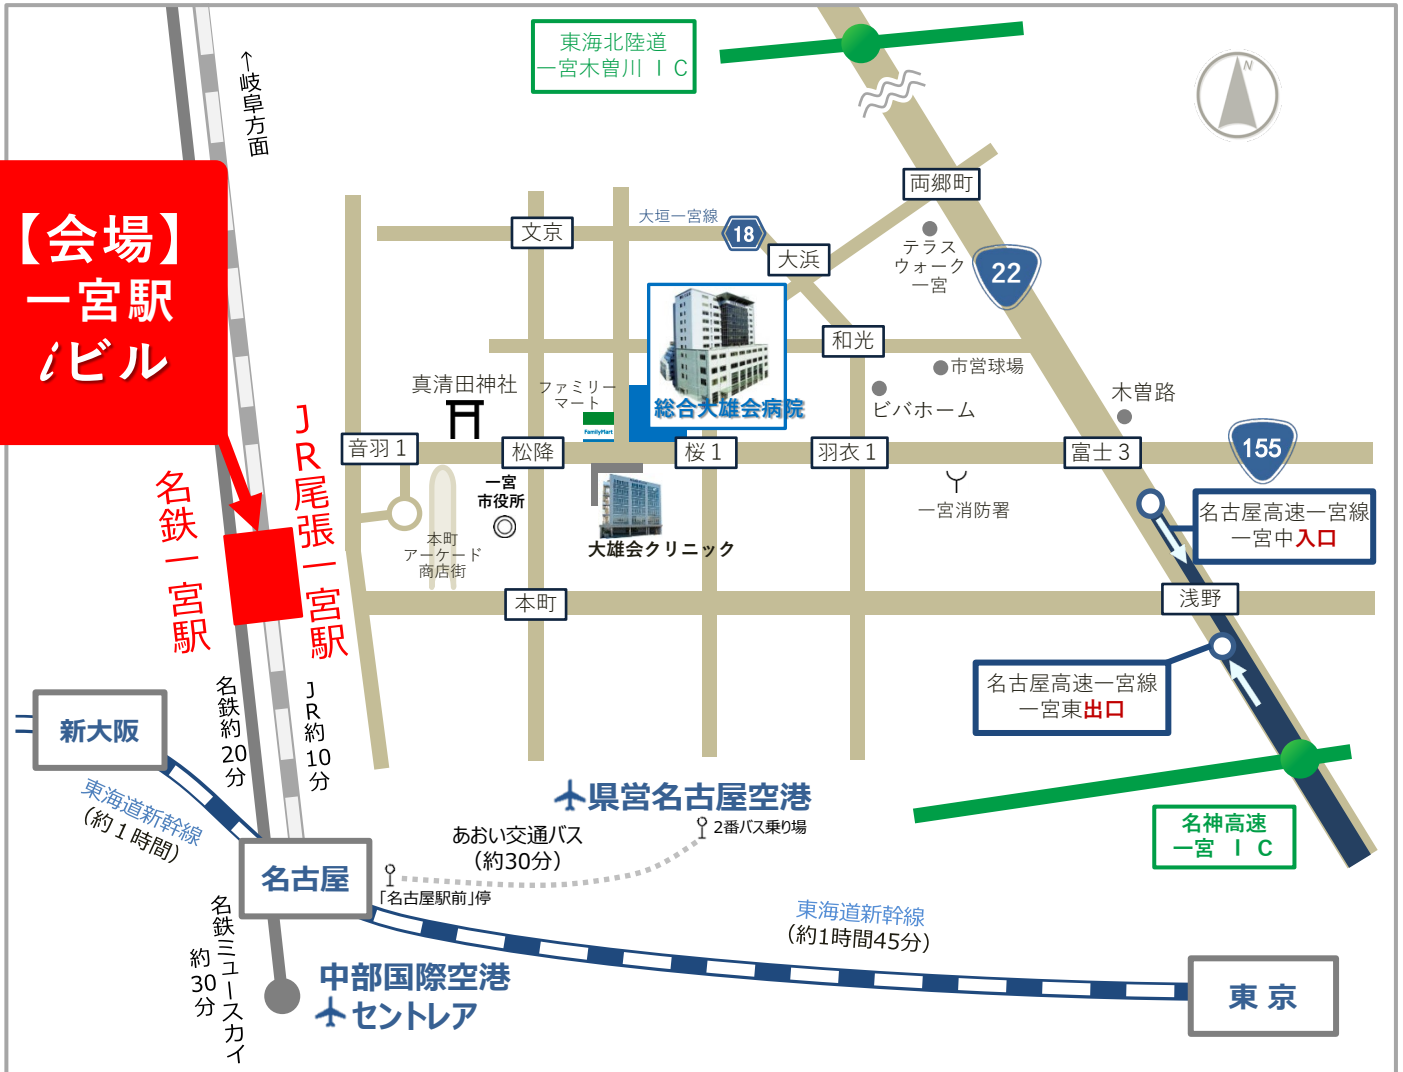 東海北陸道
一宮木曽川ＩＣ
N
←岐阜方面
【会場】
一宮駅
iビル
両郷町
文京
大垣一宮線
18
大浜
テラス
ウォーク
一宮
22
和光
市営球場
真清田神社
ファミリー
マート
FamilyMart
総合大雄会病院
ビバホーム
木曽路
音羽１
松降
桜１
羽衣１
富士３
155
一宮
市役所
一宮消防署
名古屋高速一宮線
一宮中入口
本町
アーケード
商店街
大雄会クリニック
名鉄一宮駅
ＪＲ尾張一宮駅
本町
浅野
名古屋高速一宮線
一宮東出口
名鉄約20分
ＪＲ約10分
新大阪
東海道新幹線
(約１時間)
県営名古屋空港
2番バス乗り場
あおい交通バス
（約30分）
名神高速
一宮 ＩＣ
名古屋
「名古屋駅前」停
東海道新幹線
（約1時間45分）
名鉄ミュースカイ
約30分
中部国際空港
セントレア
東京